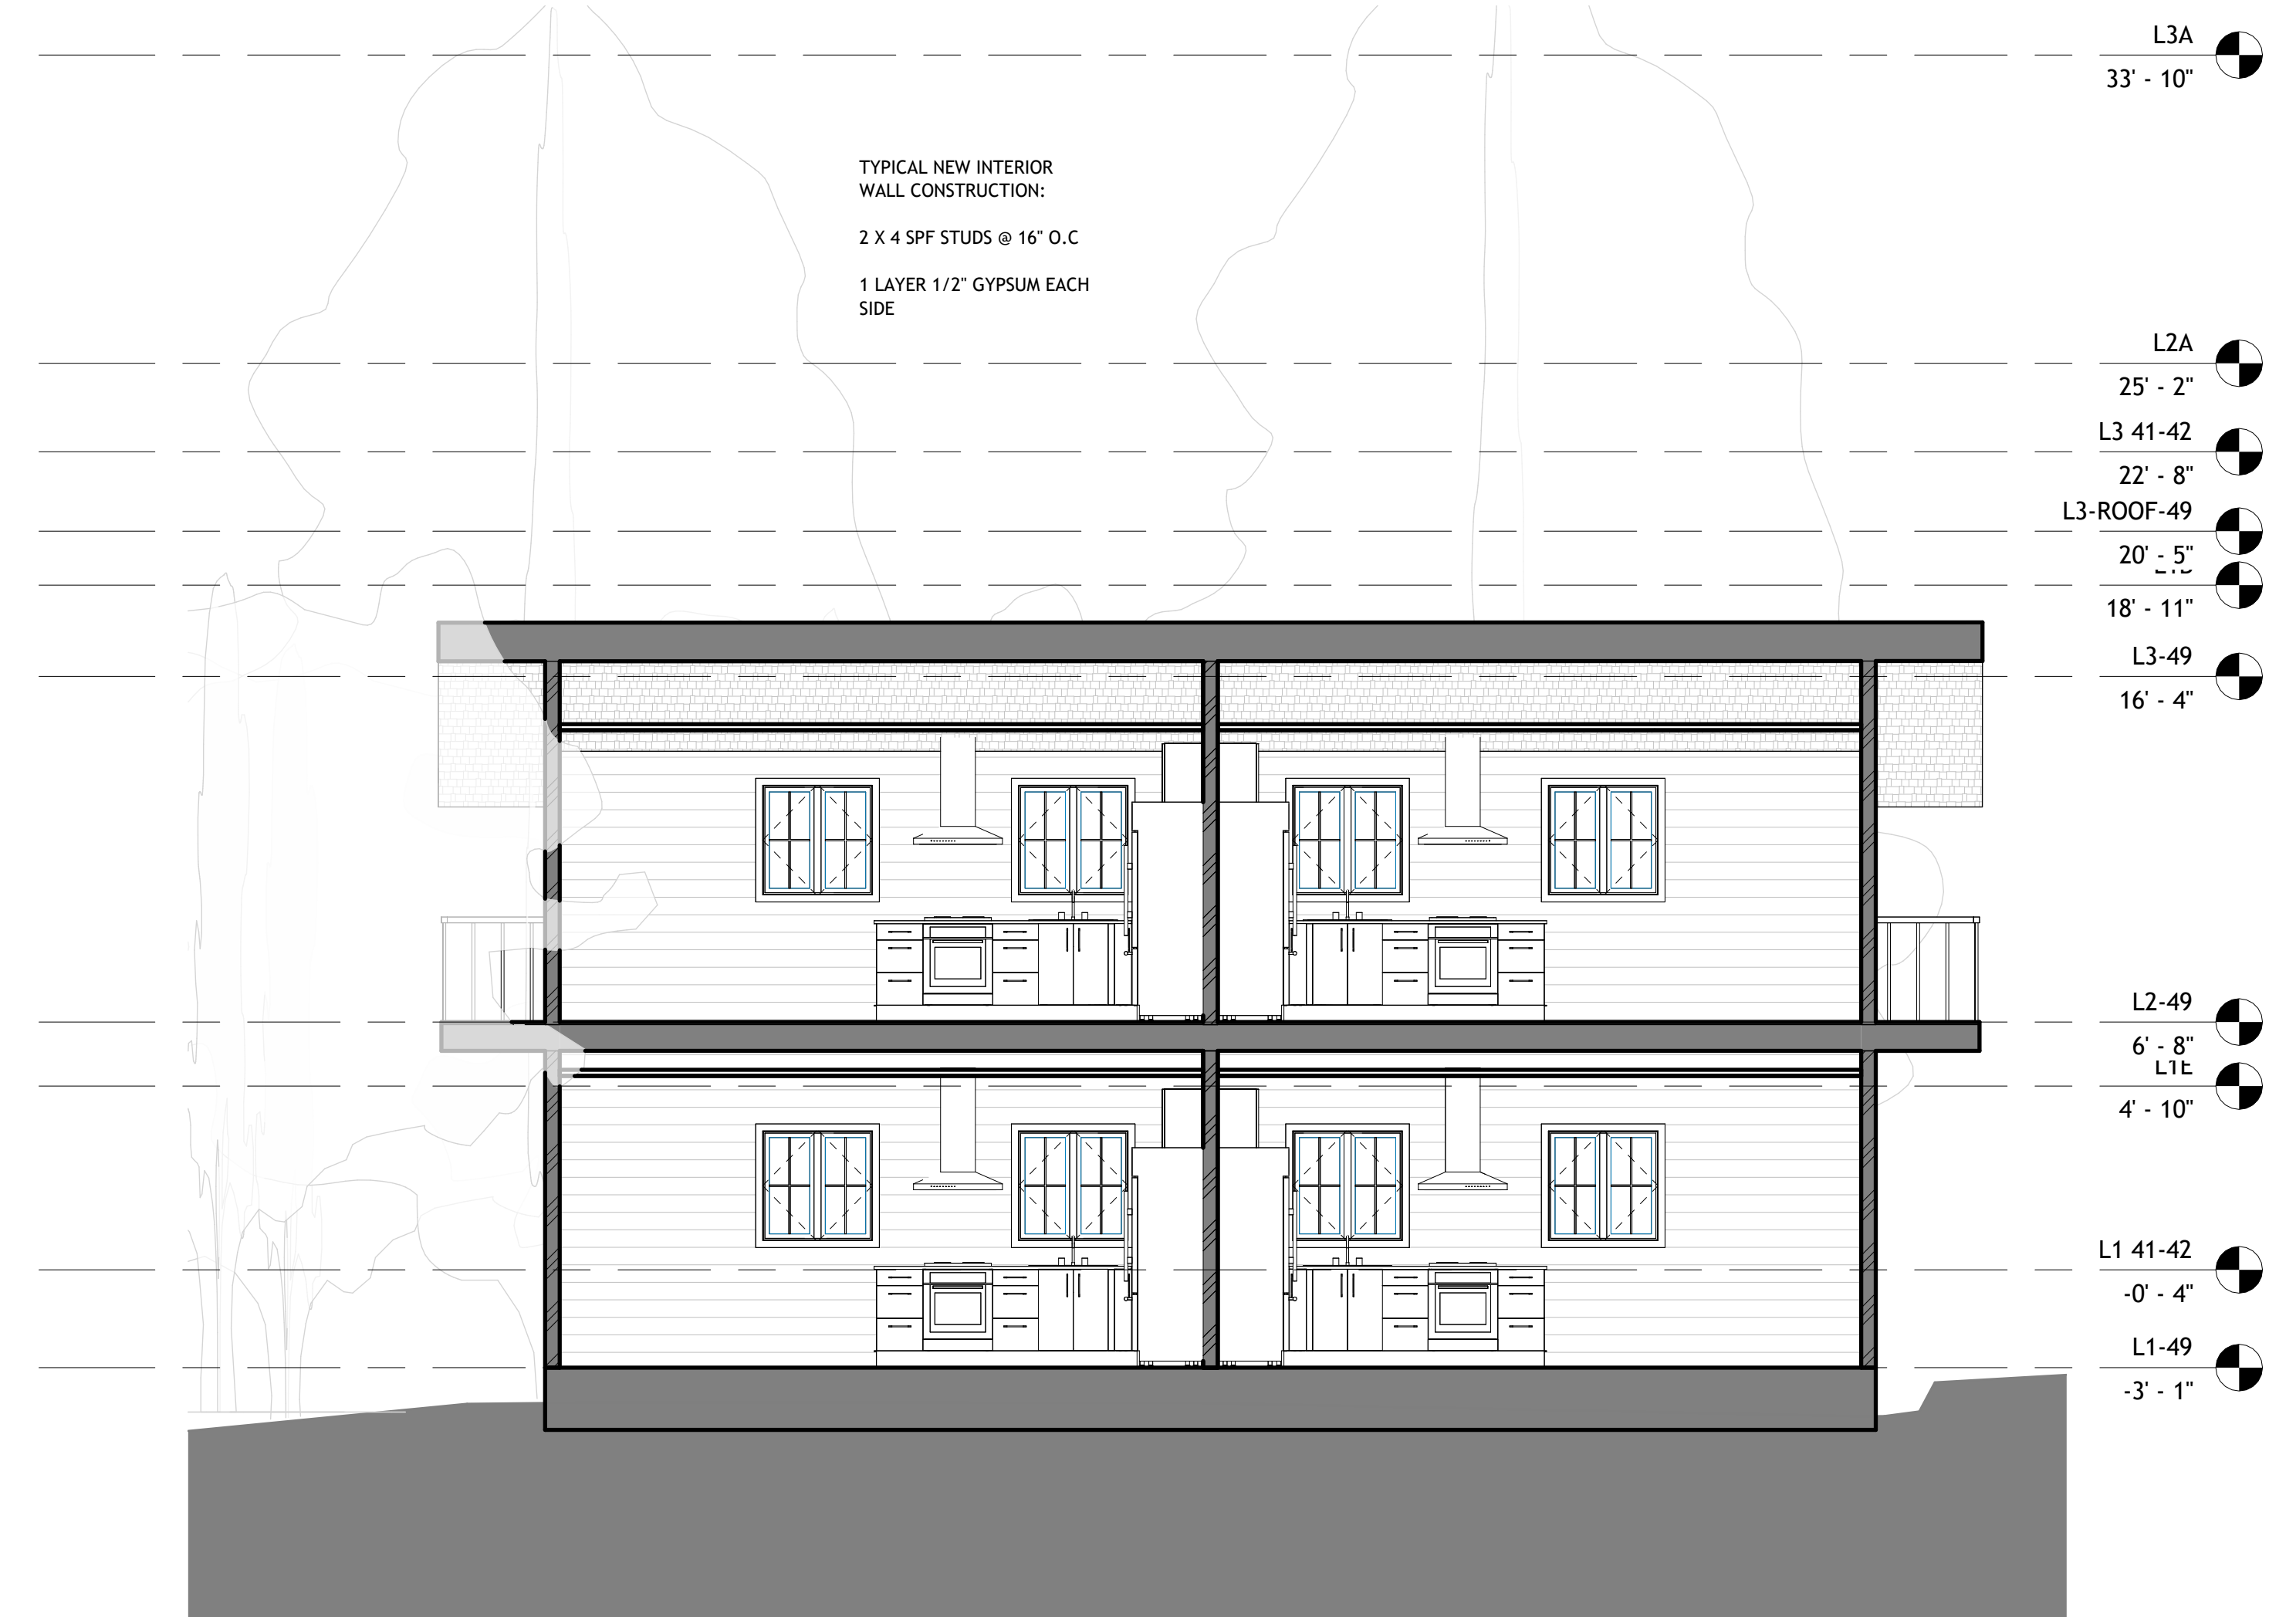 L3A
33' - 10"
TYPICAL NEW INTERIOR
WALL CONSTRUCTION:
2 X 4 SPF STUDS @ 16" O.C
1 LAYER 1/2" GYPSUM EACH
SIDE
L2A
25' - 2"
L3 41-42
22' - 8"
L3-ROOF-49
20' - 5"
18' - 11"
L3-49
16' - 4"
L2-49
6' - 8"
L1E
4' - 10"
L1 41-42
-0' - 4"
L1-49
-3' - 1"